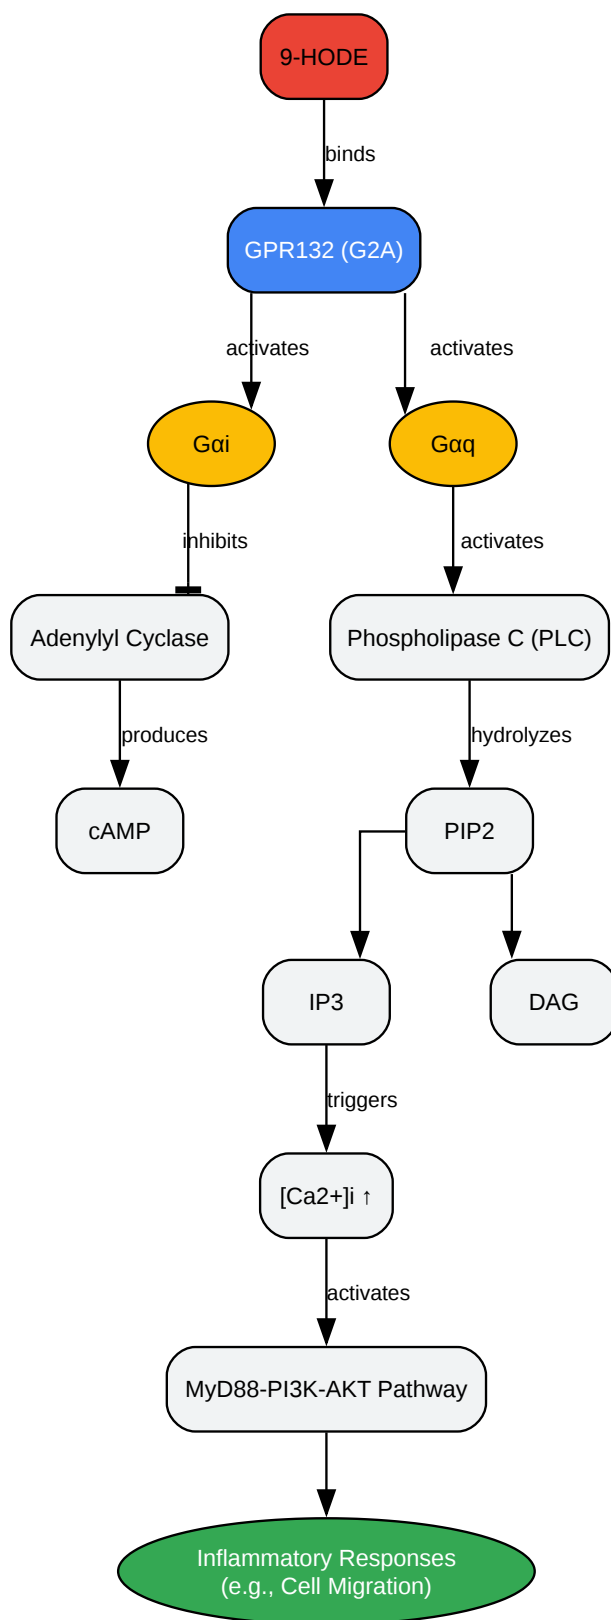 9-HODE
binds
GPR132 (G2A)
activates
activates
Gαi
Gαq
inhibits
activates
Adenylyl Cyclase
Phospholipase C (PLC)
produces
hydrolyzes
cAMP
PIP2
IP3
DAG
triggers
[Ca2+]i ↑
activates
MyD88-PI3K-AKT Pathway
Inflammatory Responses
(e.g., Cell Migration)